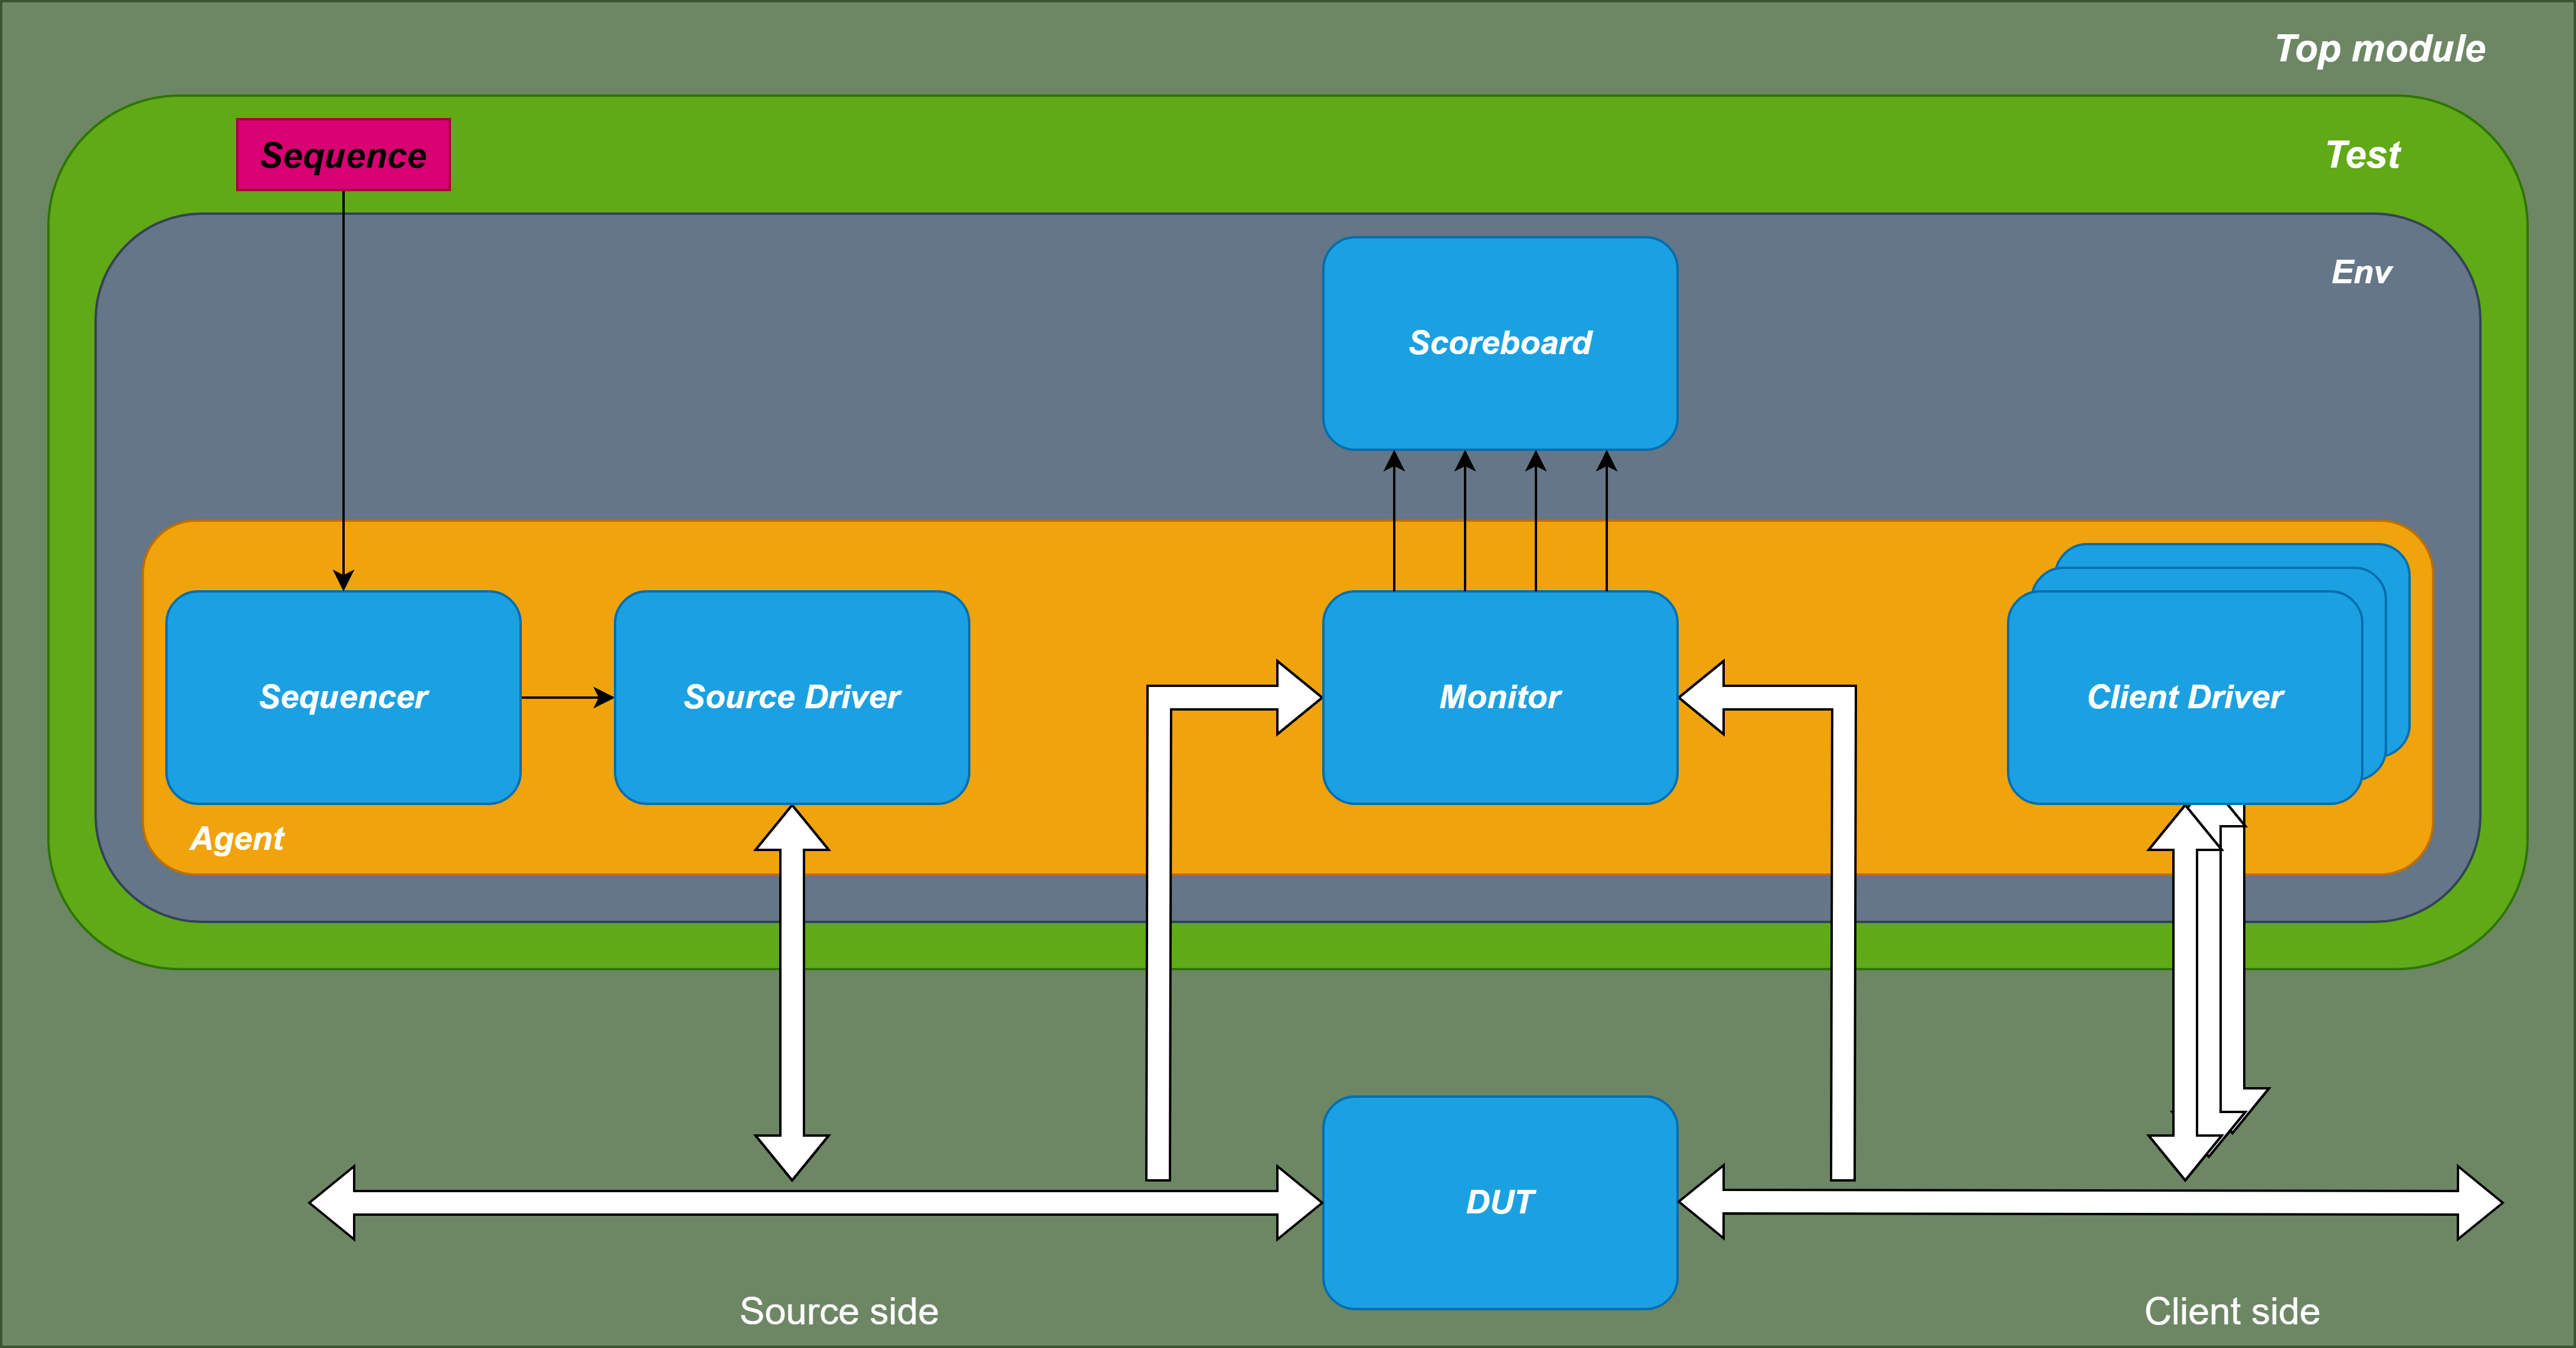 Top module
Sequence
Test
Env
Scoreboard
Sequencer
Source Driver
Monitor
Client Driver
Agent
DUT
Source side
Client side